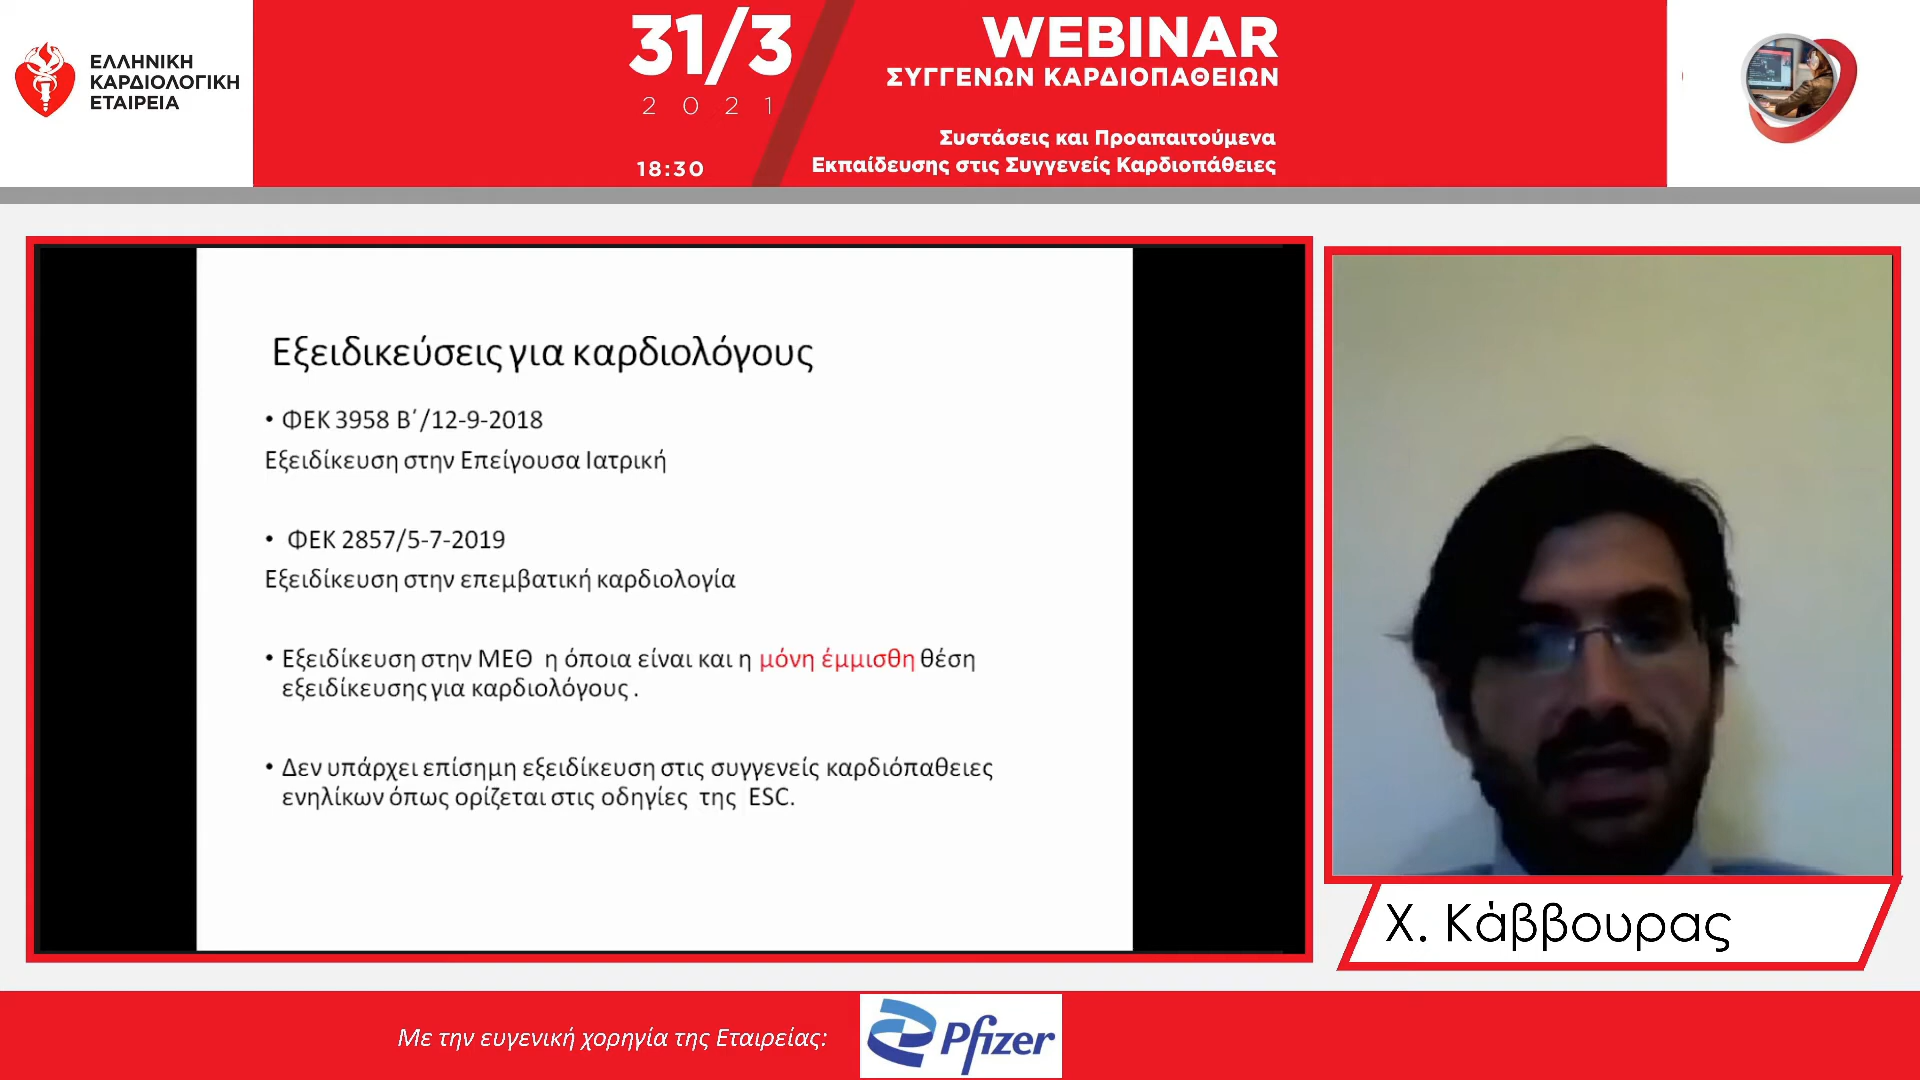 ΕΛΛΗΝΙΚΗ
ΚΑΡΔΙΟΛΟΓΙΚΗ
ΕΤΑΙΡΕΙΑ
31/3
2021
18:30
WEBINAR
ΣΥΓΓΕΝΩΝ ΚΑΡΔΙΟΠΑΘΕΙΩΝ
Συστάσεις και Προαπαιτούμενα
Εκπαίδευσης στις Συγγενείς Καρδιοπάθειες
Εξειδικεύσεις για καρδιολόγους
• ΦΕΚ 3958 Β΄/12-9-2018
Εξειδίκευση στην Επείγουσα Ιατρική
• ΦΕΚ 2857/5-7-2019
Εξειδίκευση στην επεμβατική καρδιολογία
• Εξειδίκευση στην ΜΕΘ η όποια είναι και η μόνη έμμισθη θέση
εξειδίκευσης για καρδιολόγους .
• Δεν υπάρχει επίσημη εξειδίκευση στις συγγενείς καρδιόπαθειες
ενηλίκων όπως ορίζεται στις οδηγίες της ESC.
Χ. Κάββουρας
Με την ευγενική χορηγία της Εταιρείας:
Pfizer